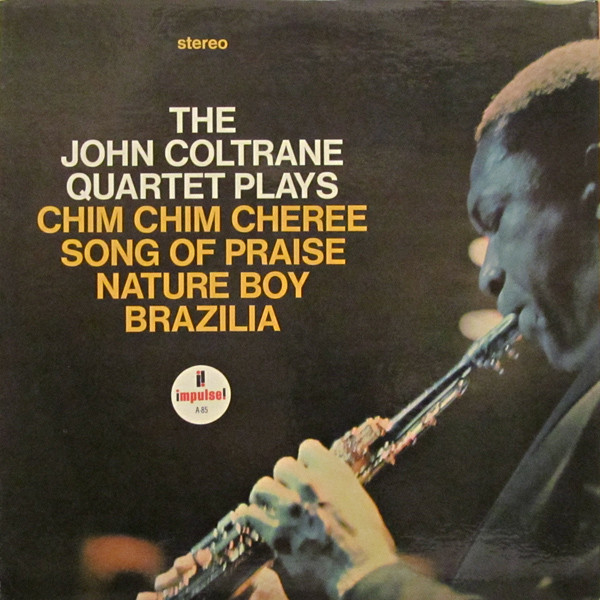 stereo
THE
JOHN COLTRANE
QUARTET PLAYS
CHIM CHIM CHEREE
SONG OF PRAISE
NATURE BOY
BRAZILIA
impulse!
A-85